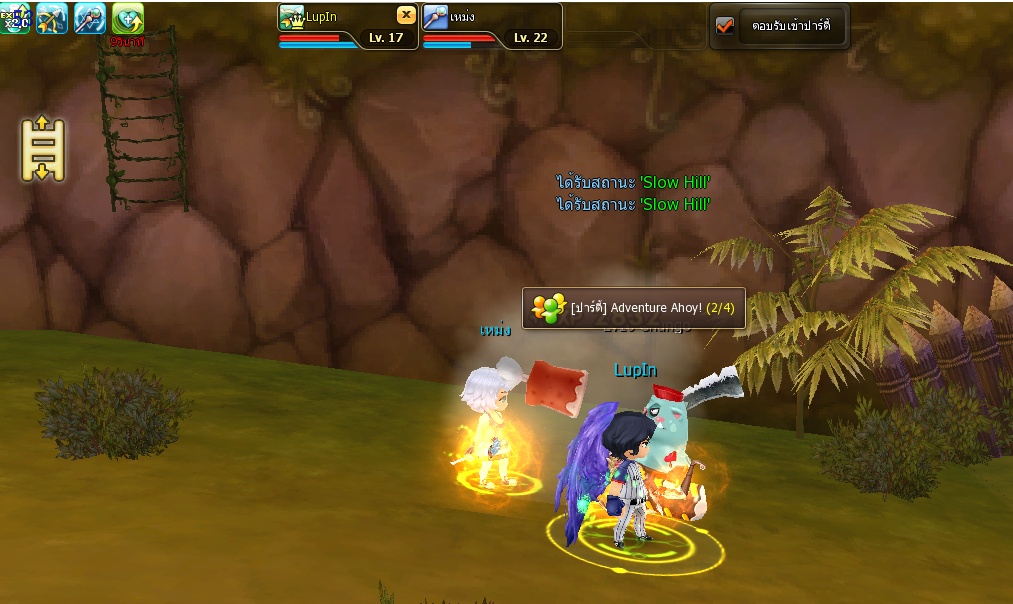 EXP
x2.0
LupIn
เหม่ง
ตอบรับเข้าปาร์ตี้
Lv. 17
Lv. 22
ได้รับสถานะ 'Slow Hill'
ได้รับสถานะ 'Slow Hill'
[ปาร์ตี้] Adventure Ahoy! (2/4)
เหม่ง
LupIn